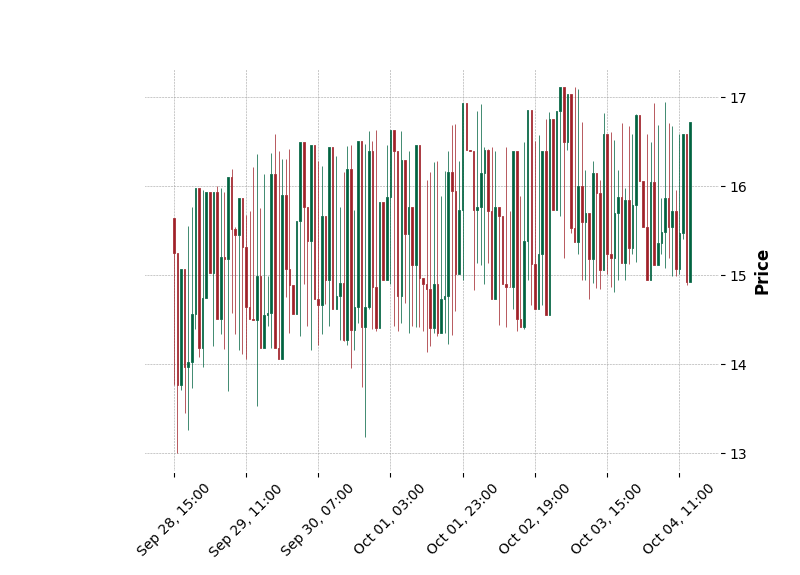 17
16
15
14
13
Price
Sep 28, 15:00
Sep 29, 11:00
Sep 30, 07:00
Oct 01, 03:00
Oct 01, 23:00
Oct 02, 19:00
Oct 03, 15:00
Oct 04, 11:00